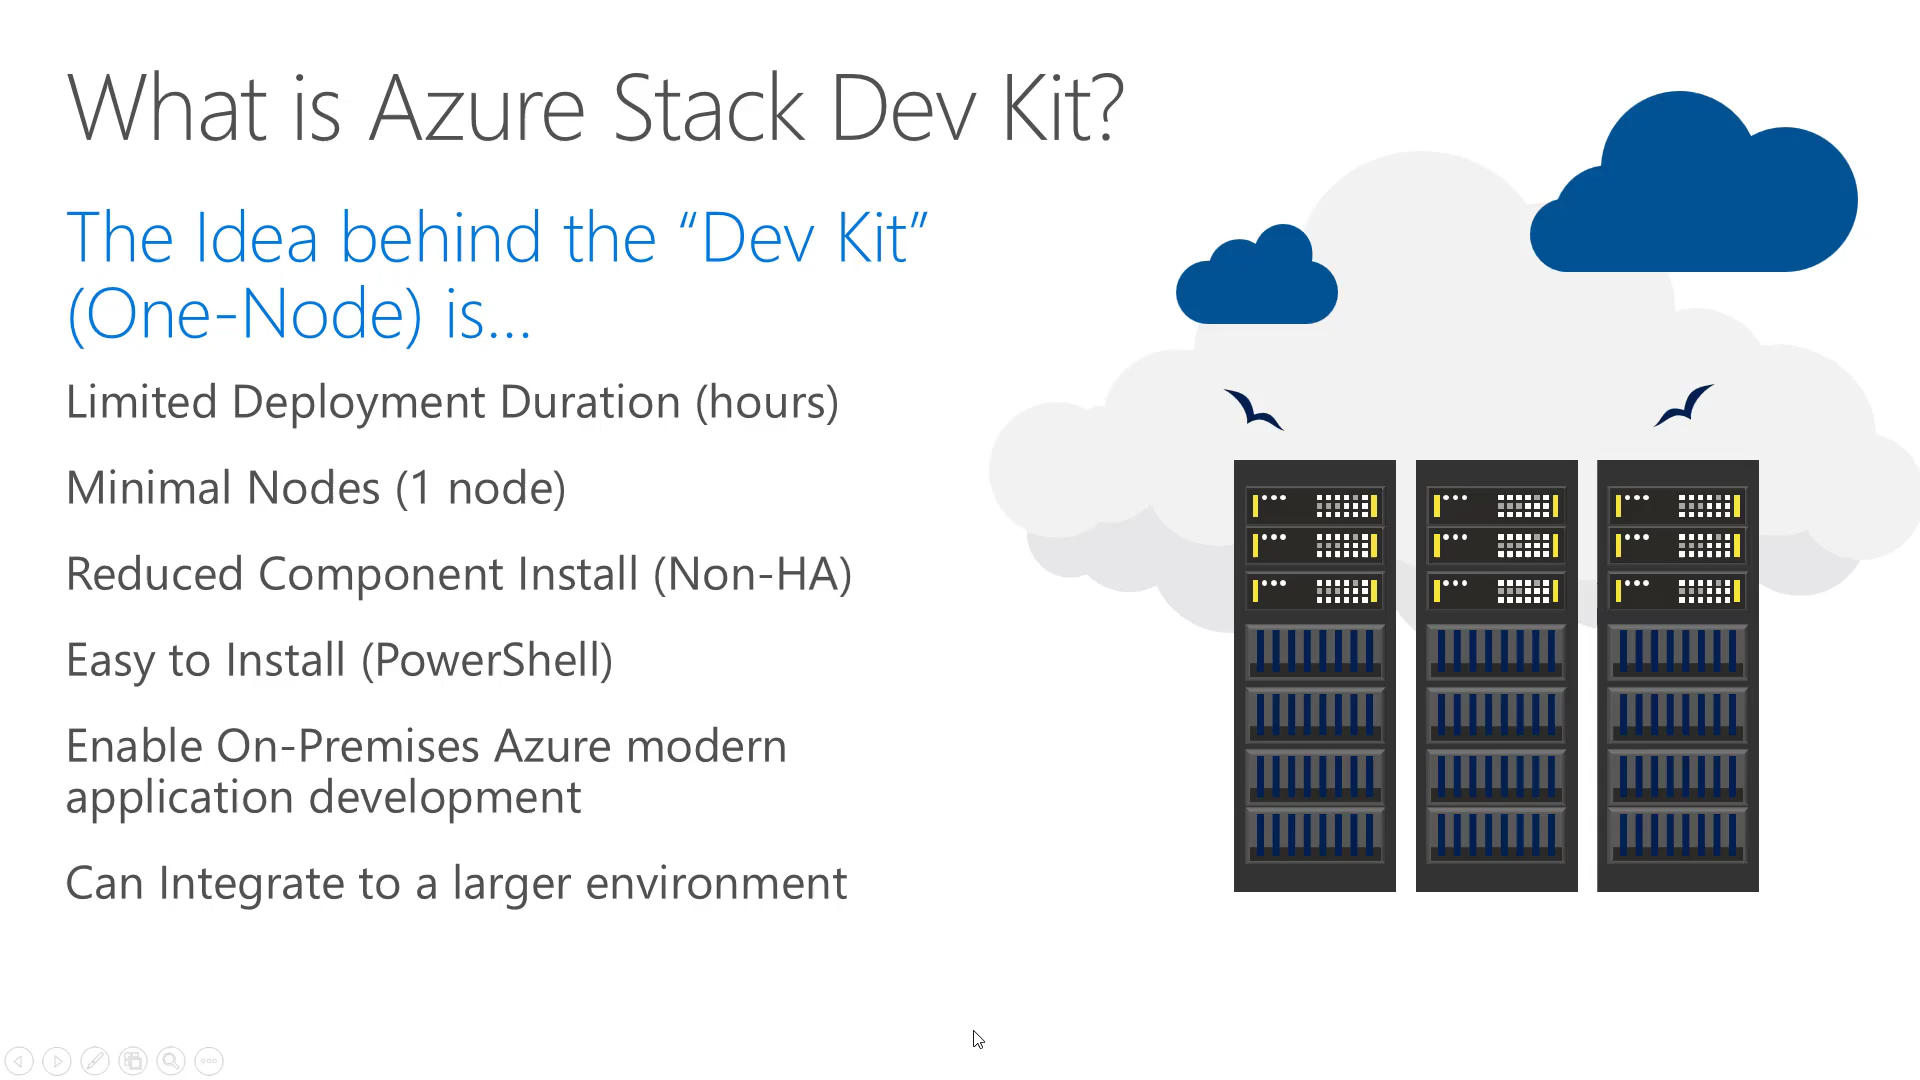 What is Azure Stack Dev Kit?
The Idea behind the “Dev Kit”
(One-Node) is...
Limited Deployment Duration (hours)
Minimal Nodes (1 node)
Reduced Component Install (Non-HA)
Easy to Install (PowerShell)
Enable On-Premises Azure modern
application development
Can Integrate to a larger environment